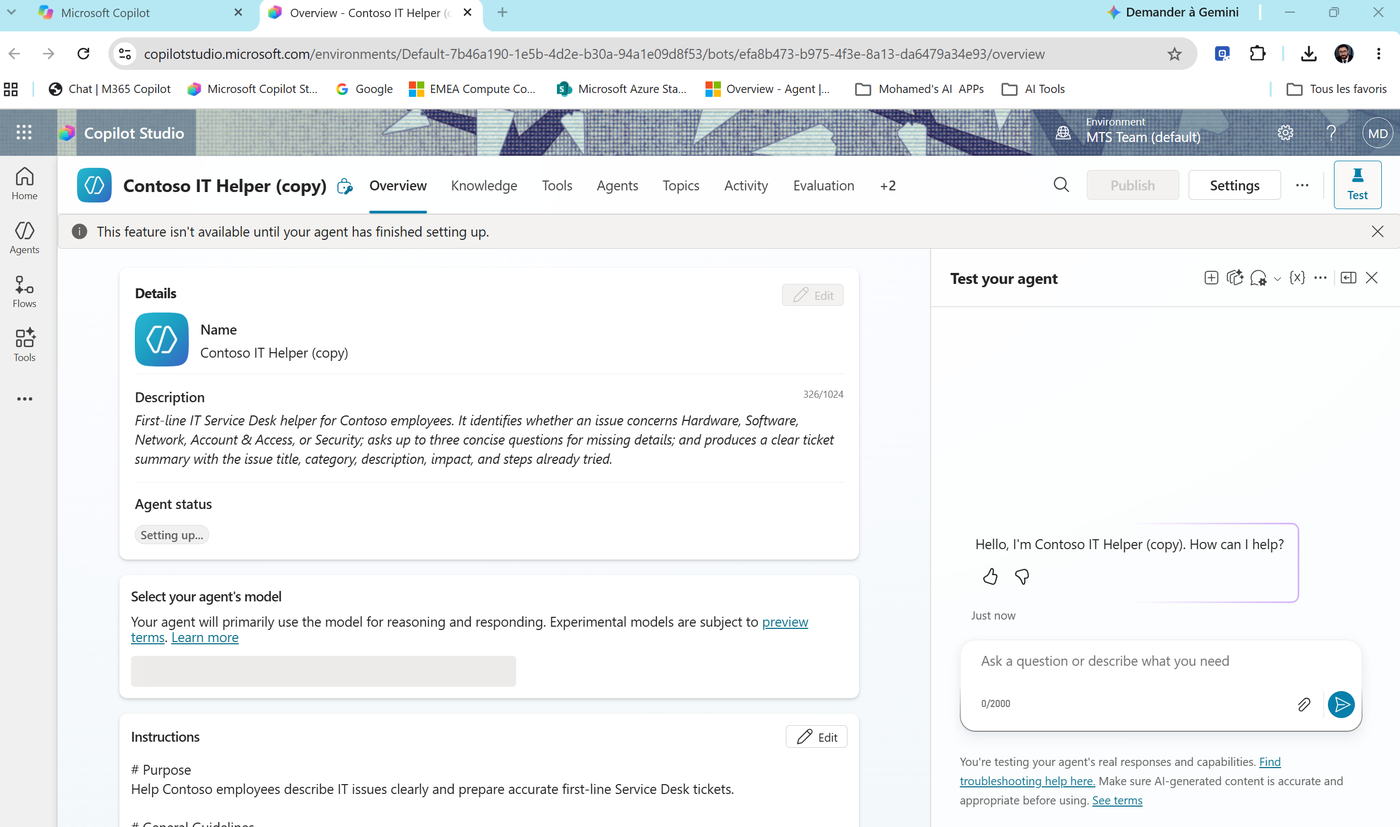 Microsoft Copilot
Overview - Contoso IT Helper (c
Demander à Gemini
copilotstudio.microsoft.com/environments/Default-7b46a190-1e5b-4d2e-b30a-94a1e09d8f53/bots/efa8b473-b975-4f3e-8a13-da6479a34e93/overview
Chat | M365 Copilot
Microsoft Copilot St...
Google
EMEA Compute Co...
Microsoft Azure Sta...
Overview - Agent |...
Mohamed's AI APPs
AI Tools
Tous les favoris
Copilot Studio
Environment
MTS Team (default)
MD
Home
Agents
Flows
Tools
Contoso IT Helper (copy)
Overview
Knowledge
Tools
Agents
Topics
Activity
Evaluation
+2
Publish
Settings
Test
This feature isn't available until your agent has finished setting up.
Details
Edit
Name
Contoso IT Helper (copy)
Description
326/1024
First-line IT Service Desk helper for Contoso employees. It identifies whether an issue concerns Hardware, Software,
Network, Account & Access, or Security; asks up to three concise questions for missing details; and produces a clear ticket
summary with the issue title, category, description, impact, and steps already tried.
Agent status
Setting up...
Select your agent's model
Your agent will primarily use the model for reasoning and responding. Experimental models are subject to preview
terms. Learn more
Instructions
Edit
# Purpose
Help Contoso employees describe IT issues clearly and prepare accurate first-line Service Desk tickets.
# General Guidelines
Test your agent
{x}
Hello, I'm Contoso IT Helper (copy). How can I help?
Just now
Ask a question or describe what you need
0/2000
You're testing your agent's real responses and capabilities. Find
troubleshooting help here. Make sure AI-generated content is accurate and
appropriate before using. See terms